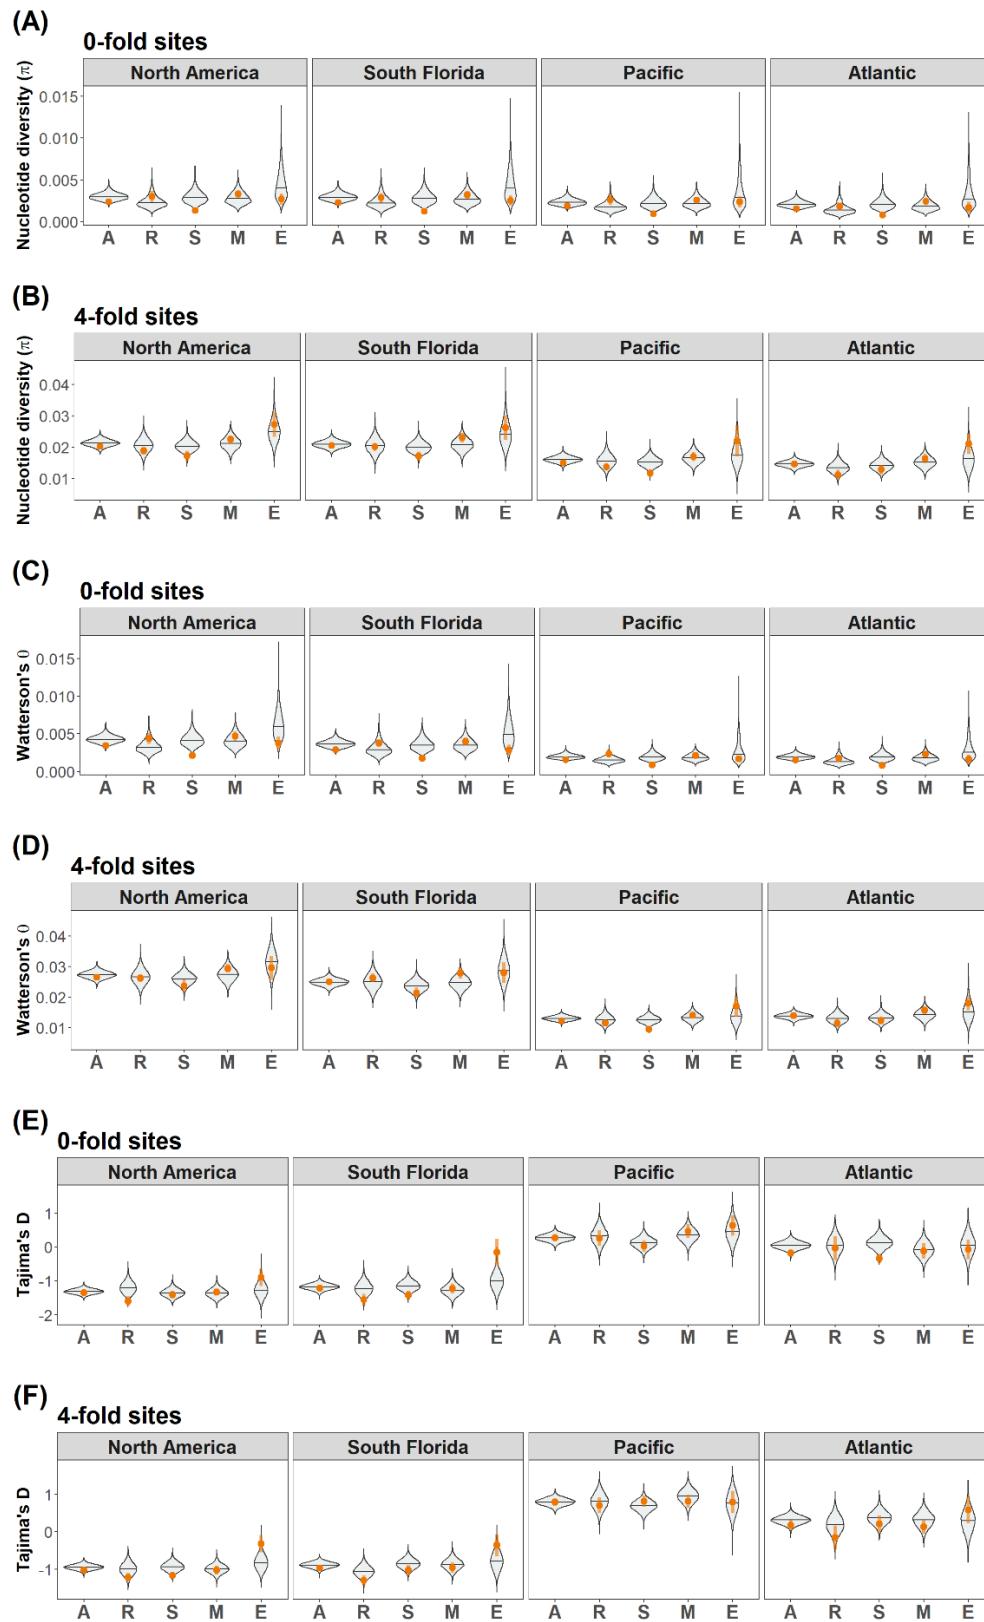 (A)
0-fold sites
North America South Florida Pacific Atlantic
Nucleotide diversity (π)
0.015
0.010
0.005
0.000
A R S M E A R S M E A R S M E A R S M E
(B)
4-fold sites
North America South Florida Pacific Atlantic
Nucleotide diversity (π)
0.04
0.03
0.02
0.01
A R S M E A R S M E A R S M E A R S M E
(C)
0-fold sites
North America South Florida Pacific Atlantic
Watterson's θ
0.015
0.010
0.005
0.000
A R S M E A R S M E A R S M E A R S M E
(D)
4-fold sites
North America South Florida Pacific Atlantic
Watterson's θ
0.04
0.03
0.02
0.01
A R S M E A R S M E A R S M E A R S M E
(E)
0-fold sites
North America South Florida Pacific Atlantic
Tajima's D
1
0
-1
-2
A R S M E A R S M E A R S M E A R S M E
(F)
4-fold sites
North America South Florida Pacific Atlantic
Tajima's D
1
0
-1
A R S M E A R S M E A R S M E A R S M E